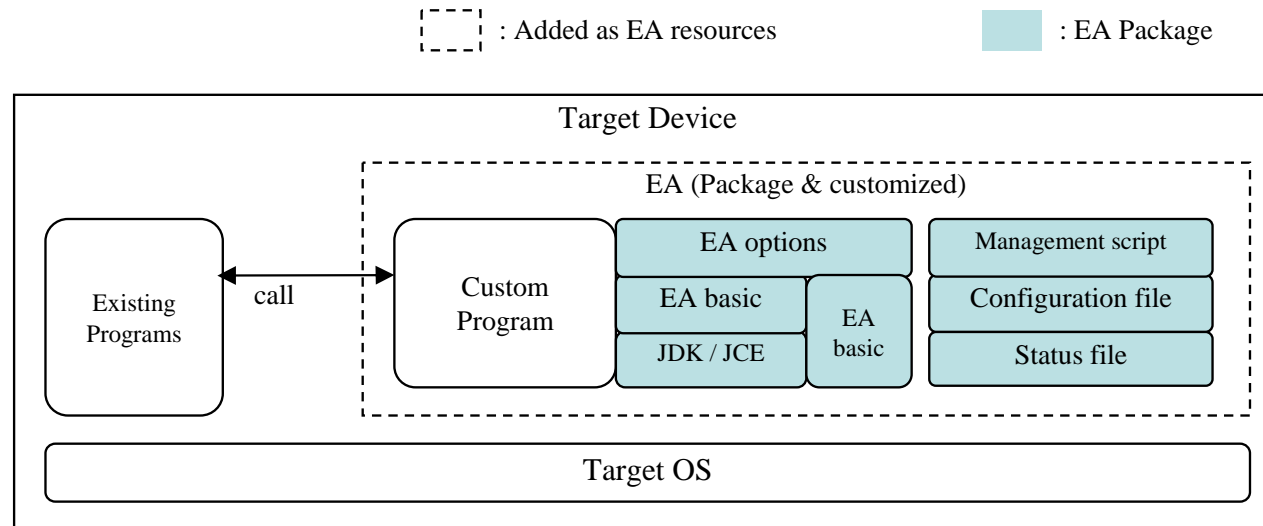 : Added as EA resources
: EA Package
Target Device
EA (Package & customized)
Existing
Programs
call
Custom
Program
EA options
EA basic
JDK / JCE
EA
basic
Management script
Configuration file
Status file
Target OS